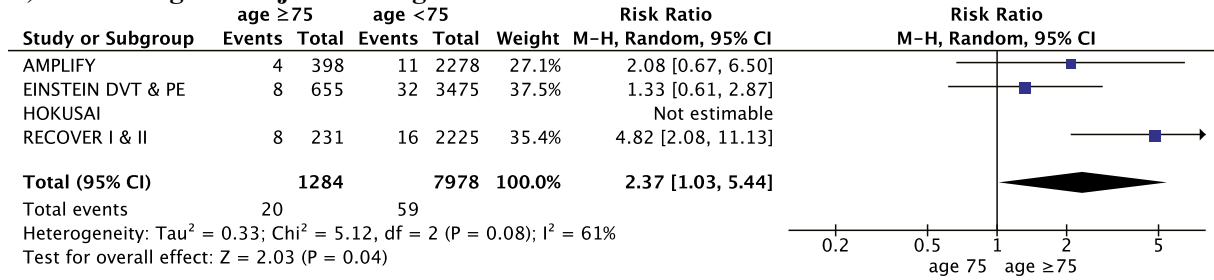 age ≥75 age <75 Risk Ratio Risk Ratio
Study or Subgroup Events Total Events Total Weight M-H, Random, 95% CI M-H, Random, 95% CI
AMPLIFY 4 398 11 2278 27.1% 2.08 [0.67, 6.50]
EINSTEIN DVT & PE 8 655 32 3475 37.5% 1.33 [0.61, 2.87]
HOKUSAI Not estimable
RECOVER I & II 8 231 16 2225 35.4% 4.82 [2.08, 11.13]
Total (95% CI) 1284 7978 100.0% 2.37 [1.03, 5.44]
Total events 20 59
Heterogeneity: Tau² = 0.33; Chi² = 5.12, df = 2 (P = 0.08); I² = 61%
Test for overall effect: Z = 2.03 (P = 0.04)
0.2 0.5 1 2 5
age 75 age ≥75